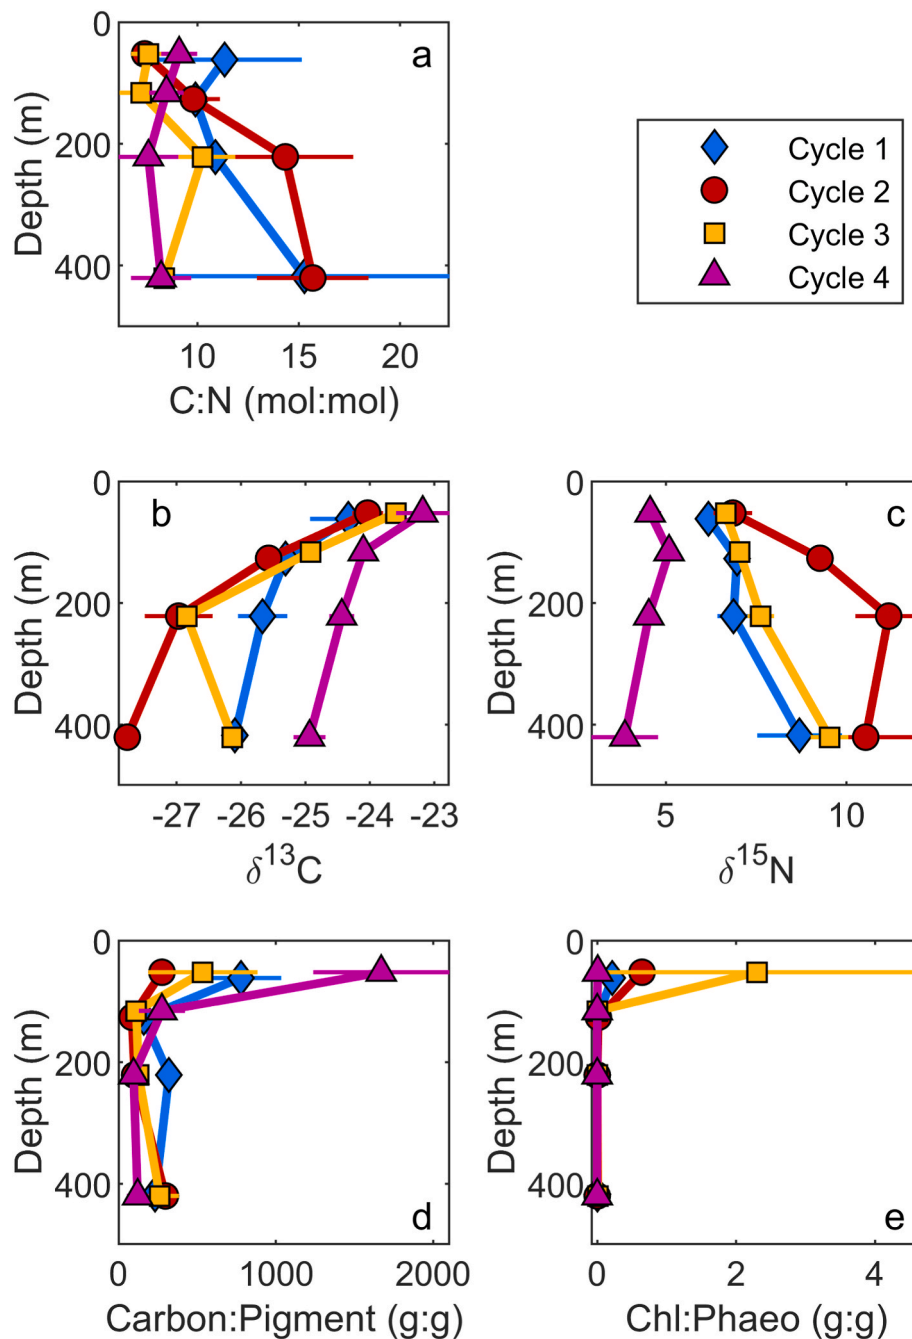 a
0
200
400
Depth (m)
10 15 20
C:N (mol:mol)
Cycle 1
Cycle 2
Cycle 3
Cycle 4
b
0
200
400
Depth (m)
-27 -26 -25 -24 -23
δ¹³C
c
0
200
400
Depth (m)
5 10
δ¹⁵N
d
0
200
400
Depth (m)
0 1000 2000
Carbon:Pigment (g:g)
e
0
200
400
Depth (m)
0 2 4
Chl:Phaeo (g:g)